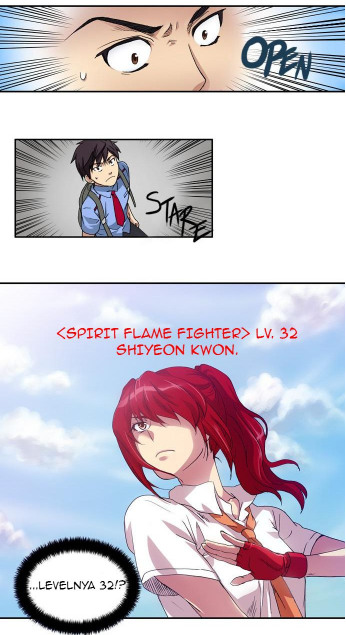 OPEN
STARE
<SPIRIT FLAME FIGHTER> LV. 32
SHIYEON KWON.
...LEVELNYA 32!?